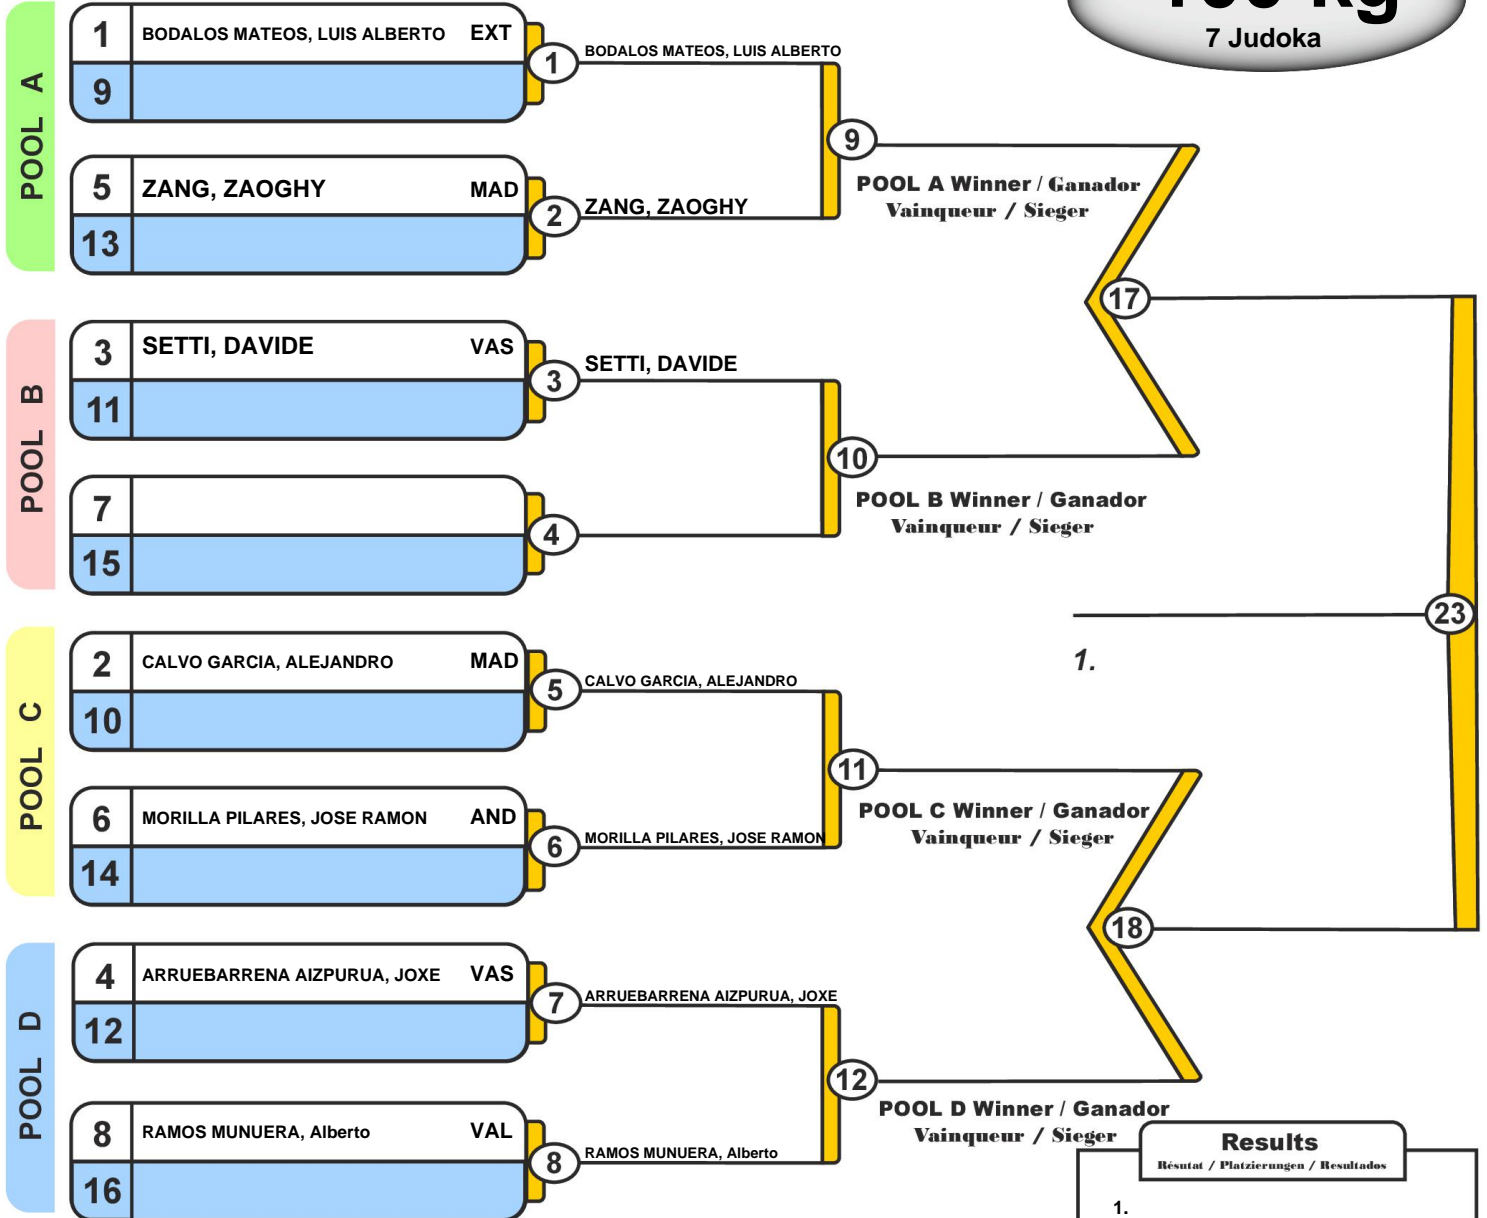 7 Judoka
POOL A
1 BODALOS MATEOS, LUIS ALBERTO EXT
9
1
BODALOS MATEOS, LUIS ALBERTO
5 ZANG, ZAOGHY MAD
13
2
ZANG, ZAOGHY
9
POOL A Winner / Ganador
Vainqueur / Sieger
POOL B
3 SETTI, DAVIDE VAS
11
3
SETTI, DAVIDE
7
15
4
10
POOL B Winner / Ganador
Vainqueur / Sieger
17
23
1.
POOL C
2 CALVO GARCIA, ALEJANDRO MAD
10
5
CALVO GARCIA, ALEJANDRO
6 MORILLA PILARES, JOSE RAMON AND
14
6
MORILLA PILARES, JOSE RAMON
11
POOL C Winner / Ganador
Vainqueur / Sieger
18
POOL D
4 ARRUEBARRENA AIZPURUA, JOXE VAS
12
7
ARRUEBARRENA AIZPURUA, JOXE
8 RAMOS MUNUERA, Alberto VAL
16
8
RAMOS MUNUERA, Alberto
12
POOL D Winner / Ganador
Vainqueur / Sieger
Results
Résutat / Platzierungen / Resultados
1.